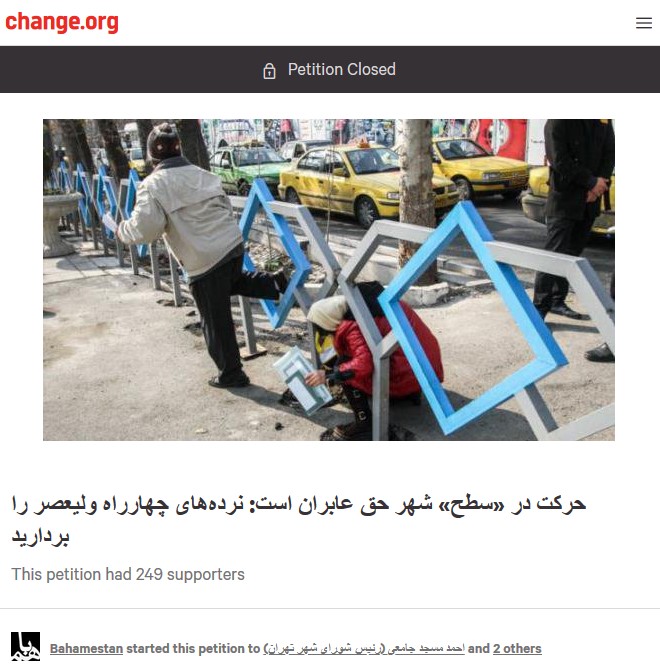 change.org
Petition Closed
حرکت در «سطح» شهر حق عابران است: نرده‌های چهارراه ولیعصر را
بردارید
This petition had 249 supporters
باهم
Bahamestan started this petition to احمد مسجد جامعی (رئیس شورای شهر تهران) and 2 others